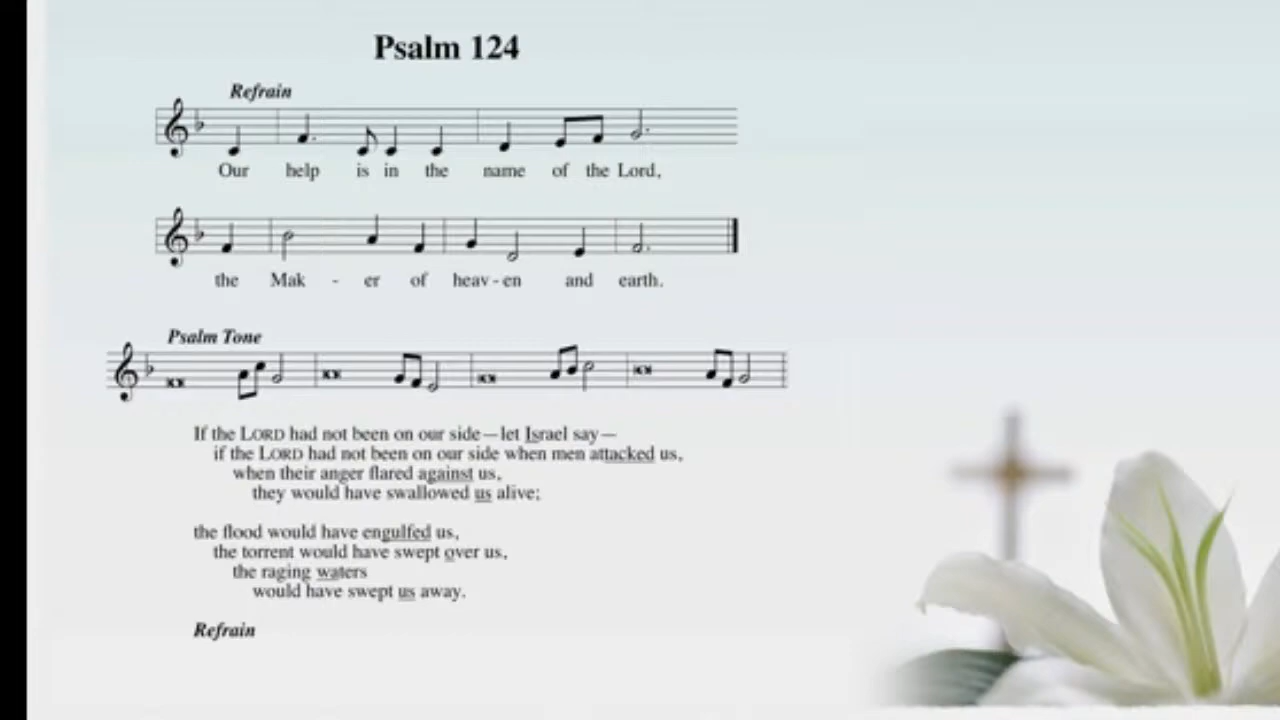 Psalm 124
Refrain
Our help is in the name of the Lord,
the Mak - er of heav - en and earth.
Psalm Tone
If the LORD had not been on our side—let Israel say—
if the LORD had not been on our side when men attacked us,
when their anger flared against us,
they would have swallowed us alive;
the flood would have engulfed us,
the torrent would have swept over us,
the raging waters
would have swept us away.
Refrain